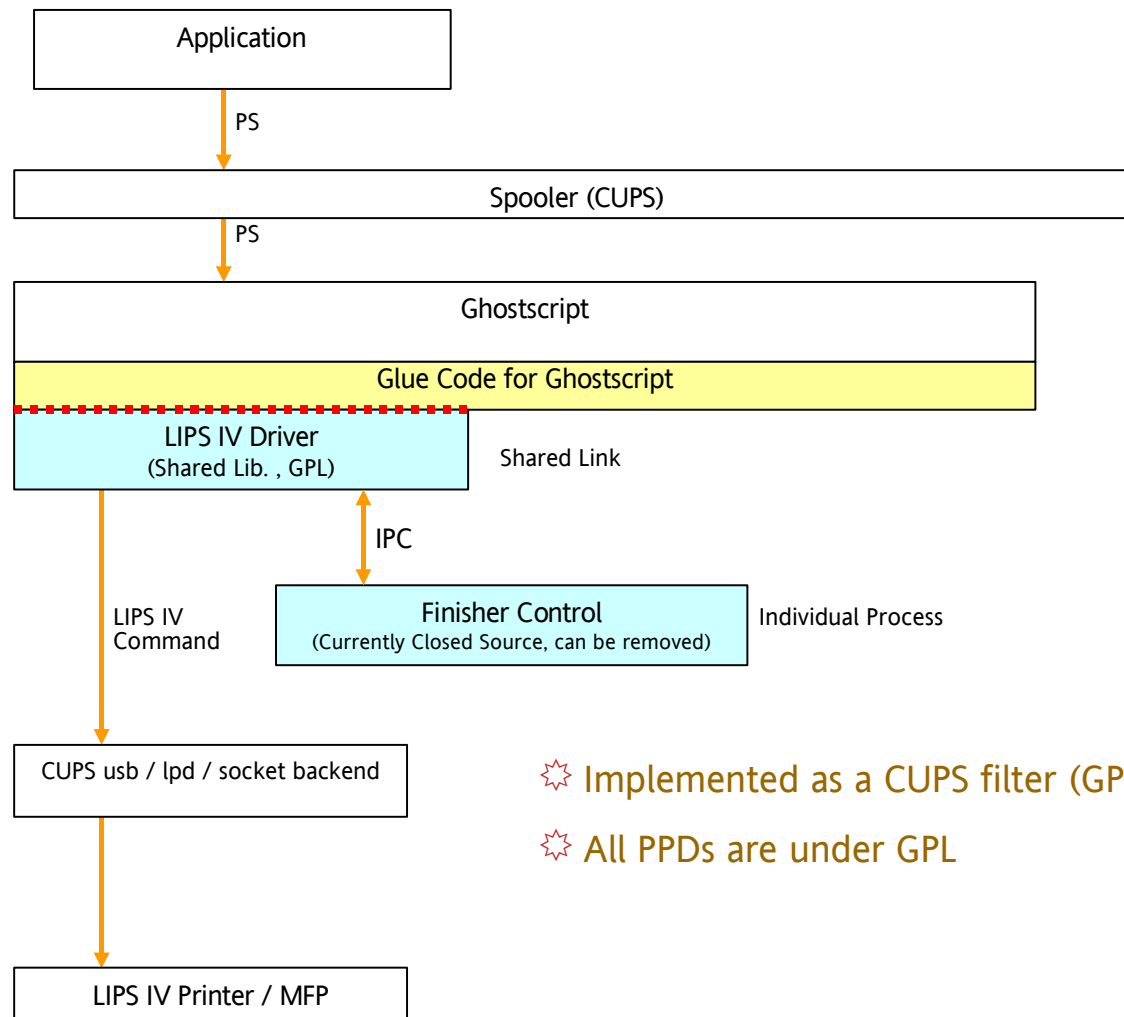 Application
PS
Spooler (CUPS)
PS
Ghostscript
Glue Code for Ghostscript
LIPS IV Driver
(Shared Lib. , GPL)
Shared Link
IPC
LIPS IV
Command
Finisher Control
(Currently Closed Source, can be removed)
Individual Process
CUPS usb / lpd / socket backend
Implemented as a CUPS filter (GP
All PPDs are under GPL
LIPS IV Printer / MFP